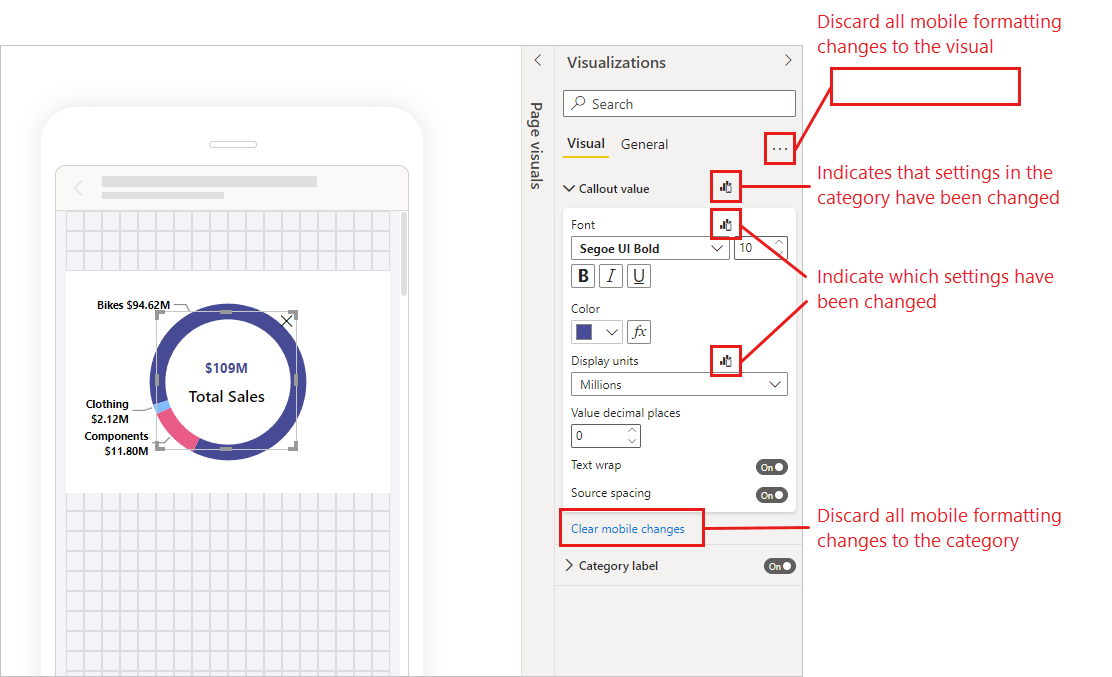 Discard all mobile formatting
changes to the visual
Visualizations
Search
Page visuals
Visual
General
...
Callout value
Indicates that settings in the
category have been changed
Font
Segoe UI Bold
10
B
I
U
Indicate which settings have
been changed
Color
fx
Display units
Millions
Value decimal places
0
Text wrap
On
Source spacing
On
Clear mobile changes
Discard all mobile formatting
changes to the category
Category label
On
Bikes $94.62M
$109M
Total Sales
Clothing
$2.12M
Components
$11.80M